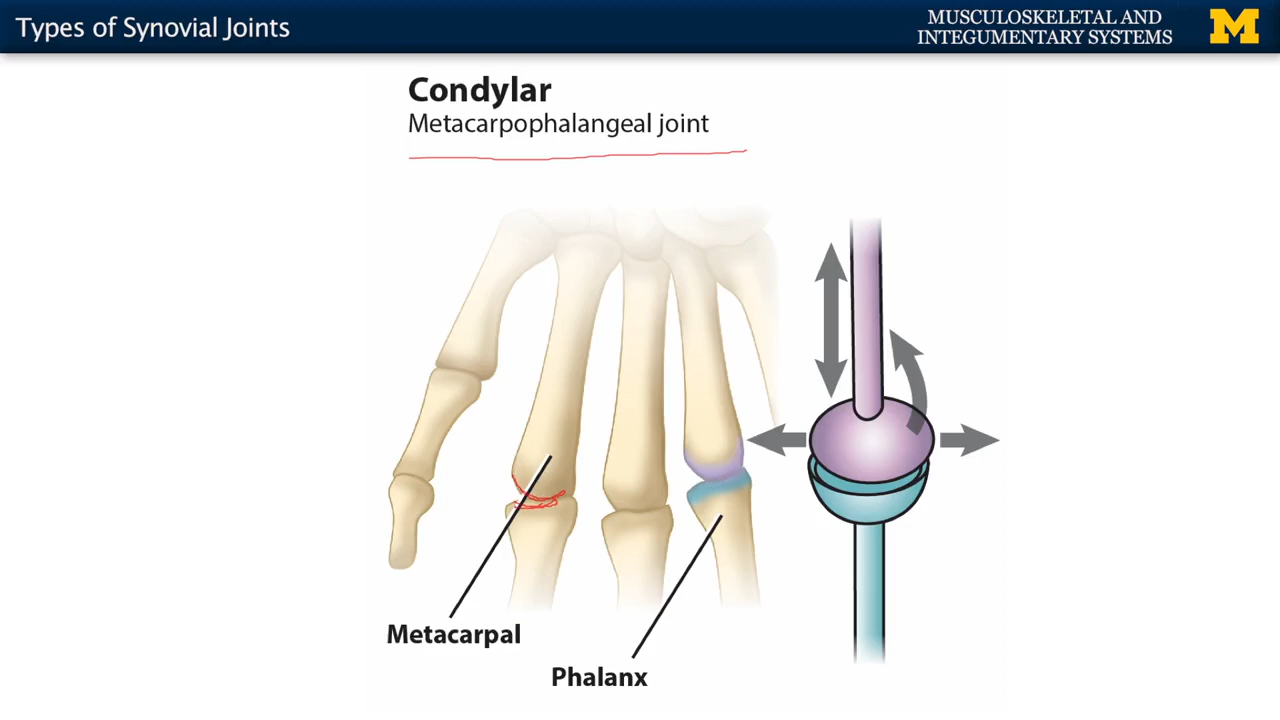 Types of Synovial Joints
MUSCULOSKELETAL AND
INTEGUMENTARY SYSTEMS
M
Condylar
Metacarpophalangeal joint
Metacarpal
Phalanx